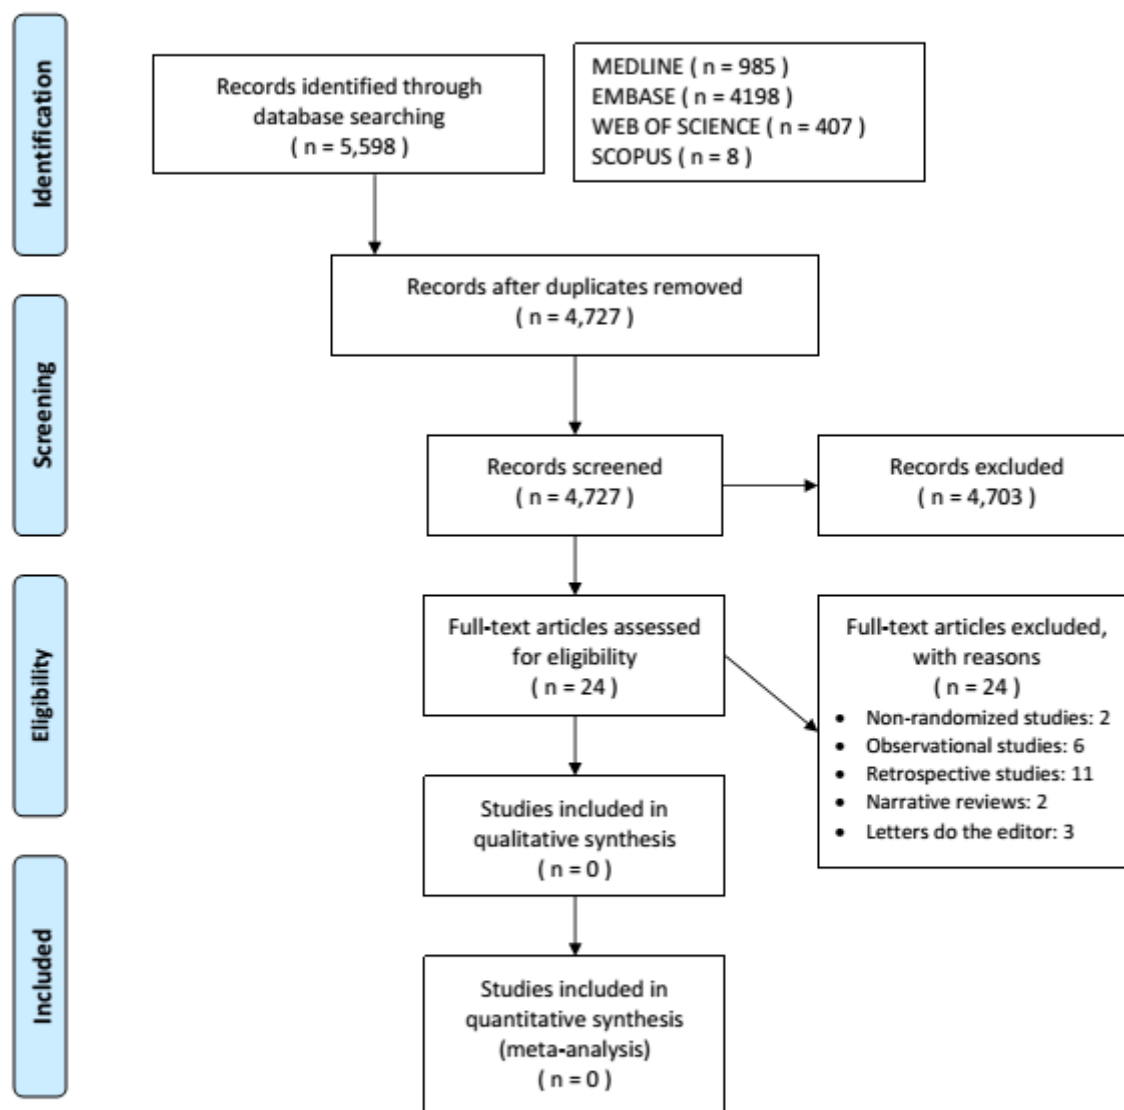 Identification
Records identified through
database searching
( n = 5,598 )
MEDLINE ( n = 985 )
EMBASE ( n = 4198 )
WEB OF SCIENCE ( n = 407 )
SCOPUS ( n = 8 )
Records after duplicates removed
( n = 4,727 )
Screening
Records screened
( n = 4,727 )
Records excluded
( n = 4,703 )
Eligibility
Full-text articles assessed
for eligibility
( n = 24 )
Full-text articles excluded,
with reasons
( n = 24 )
• Non-randomized studies: 2
• Observational studies: 6
• Retrospective studies: 11
• Narrative reviews: 2
• Letters do the editor: 3
Studies included in
qualitative synthesis
( n = 0 )
Included
Studies included in
quantitative synthesis
(meta-analysis)
( n = 0 )